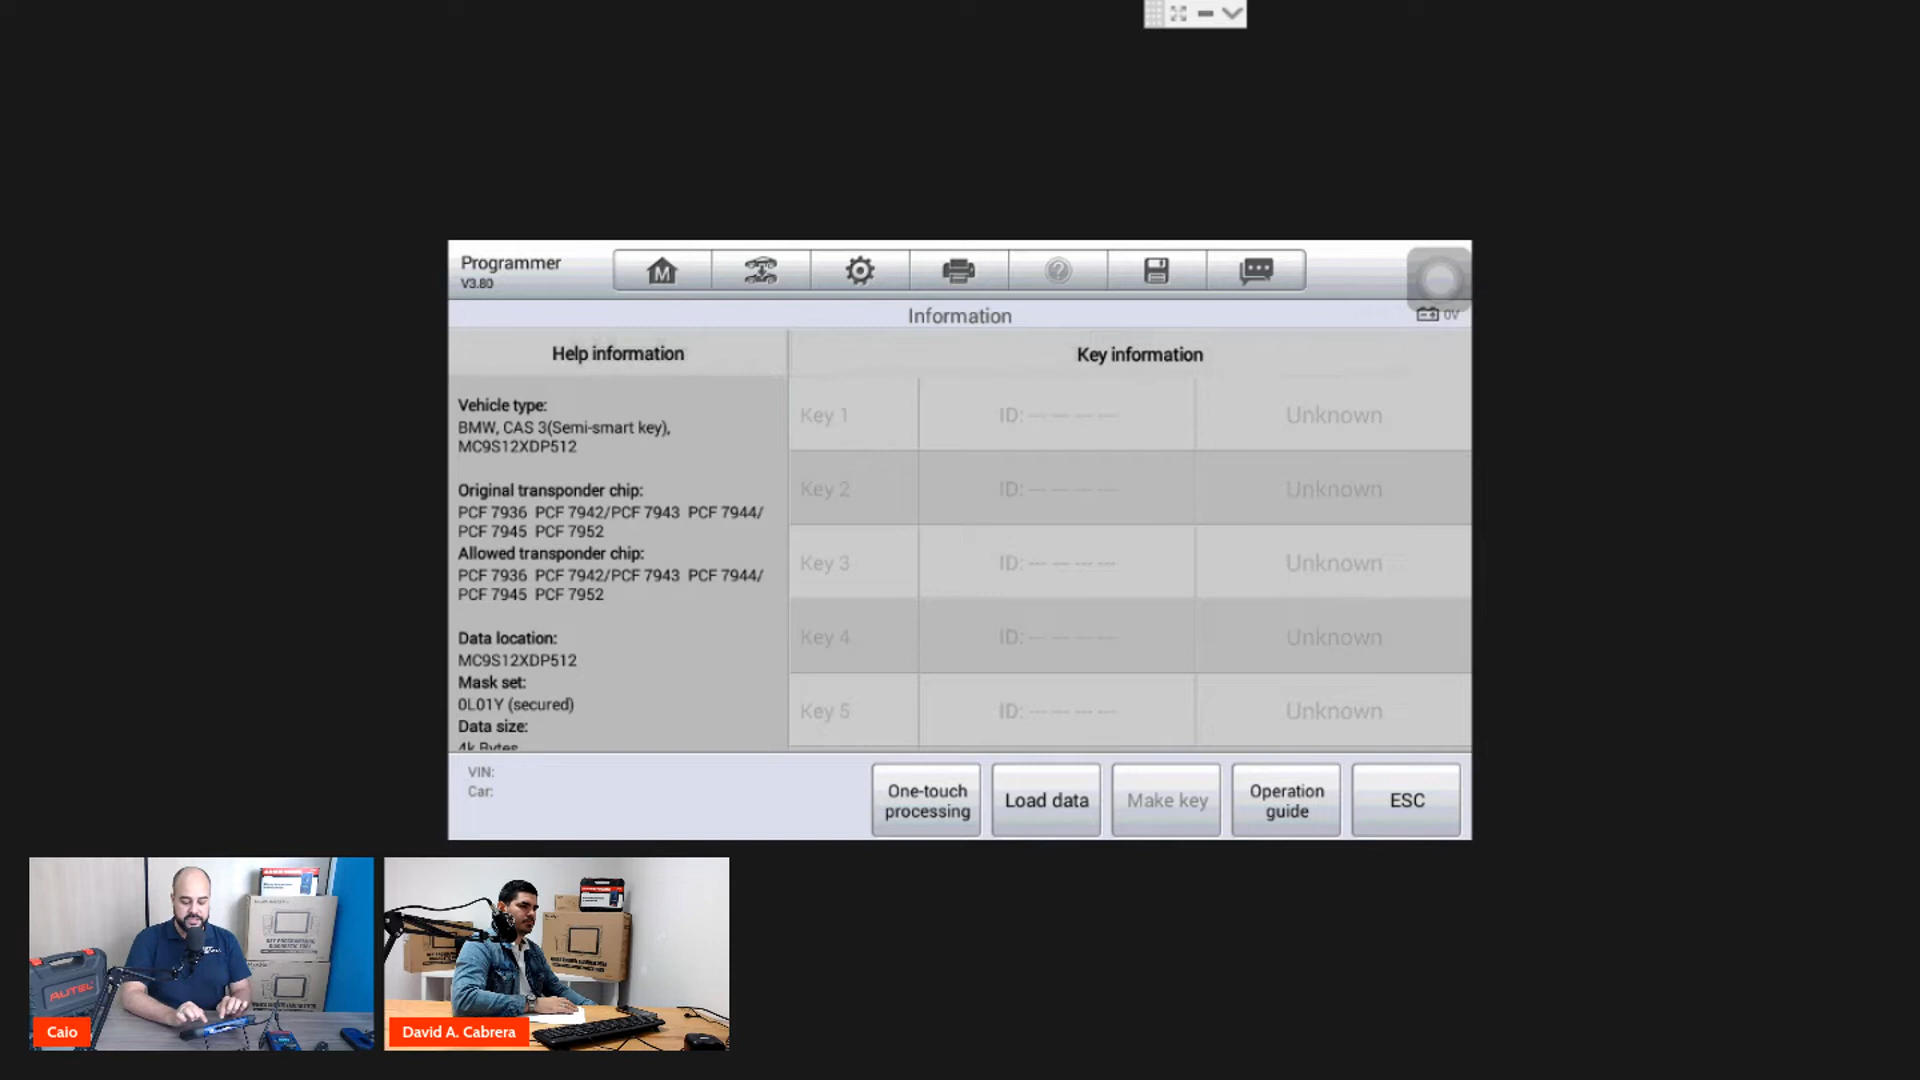 Programmer
V3.80
M
Information
0V
Help information
Key information
Vehicle type:
BMW, CAS 3(Semi-smart key),
MC9S12XDP512
Original transponder chip:
PCF 7936 PCF 7942/PCF 7943 PCF 7944/
PCF 7945 PCF 7952
Allowed transponder chip:
PCF 7936 PCF 7942/PCF 7943 PCF 7944/
PCF 7945 PCF 7952
Data location:
MC9S12XDP512
Mask set:
0L01Y (secured)
Data size:
4k Bytes
Key 1 ID: -- -- -- -- Unknown
Key 2 ID: -- -- -- -- Unknown
Key 3 ID: -- -- -- -- Unknown
Key 4 ID: -- -- -- -- Unknown
Key 5 ID: -- -- -- -- Unknown
VIN:
Car:
One-touch
processing
Load data
Make key
Operation
guide
ESC
AUTEL
Caio
David A. Cabrera